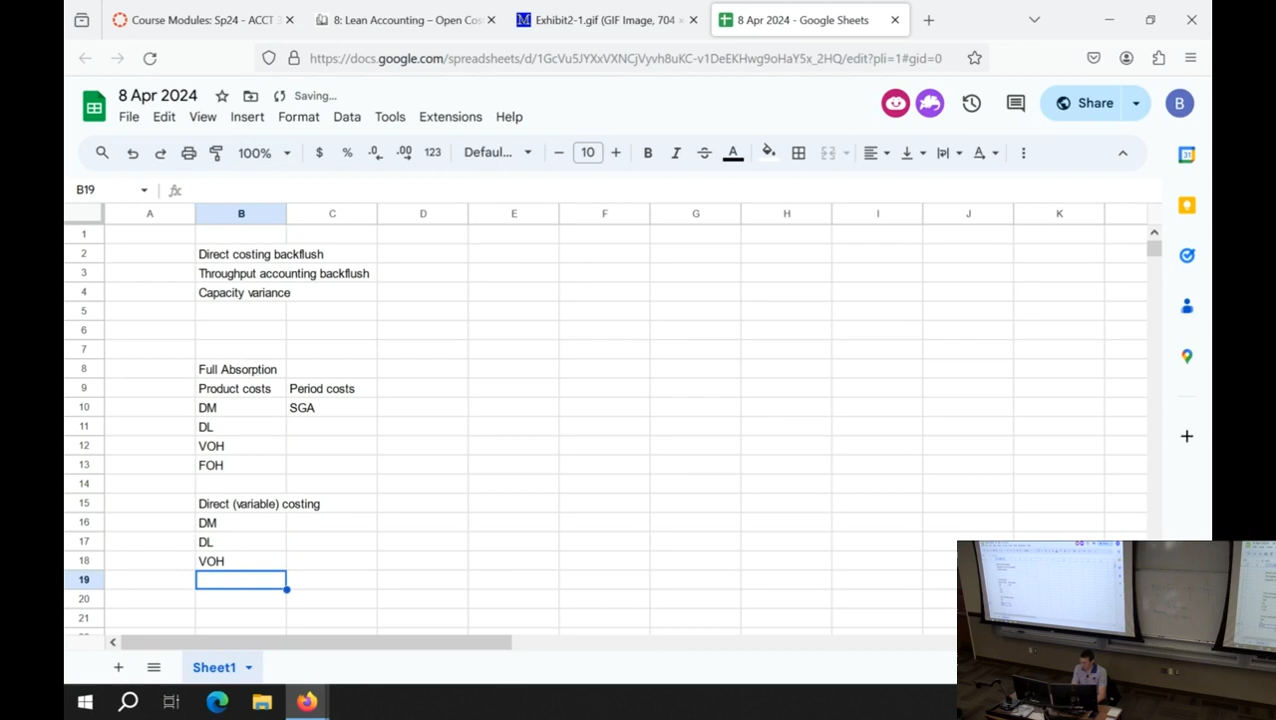 Course Modules: Sp24 - ACCT 3
8: Lean Accounting – Open Cos
Exhibit2-1.gif (GIF Image, 704 ×
8 Apr 2024 - Google Sheets
https://docs.google.com/spreadsheets/d/1GcVu5JYXxVXNCjVyvh8uKC-v1DeEKHwg9oHaY5x_2HQ/edit?pli=1#gid=0
8 Apr 2024
Saving...
File Edit View Insert Format Data Tools Extensions Help
Share
B
100% $ % .0 .00 123 Defaul... − 10 + B I A
31
B19 fx
A B C D E F G H I J K
1
2 Direct costing backflush
3 Throughput accounting backflush
4 Capacity variance
5
6
7
8 Full Absorption
9 Product costs Period costs
10 DM SGA
11 DL
12 VOH
13 FOH
14
15 Direct (variable) costing
16 DM
17 DL
18 VOH
19
20
21
Sheet1